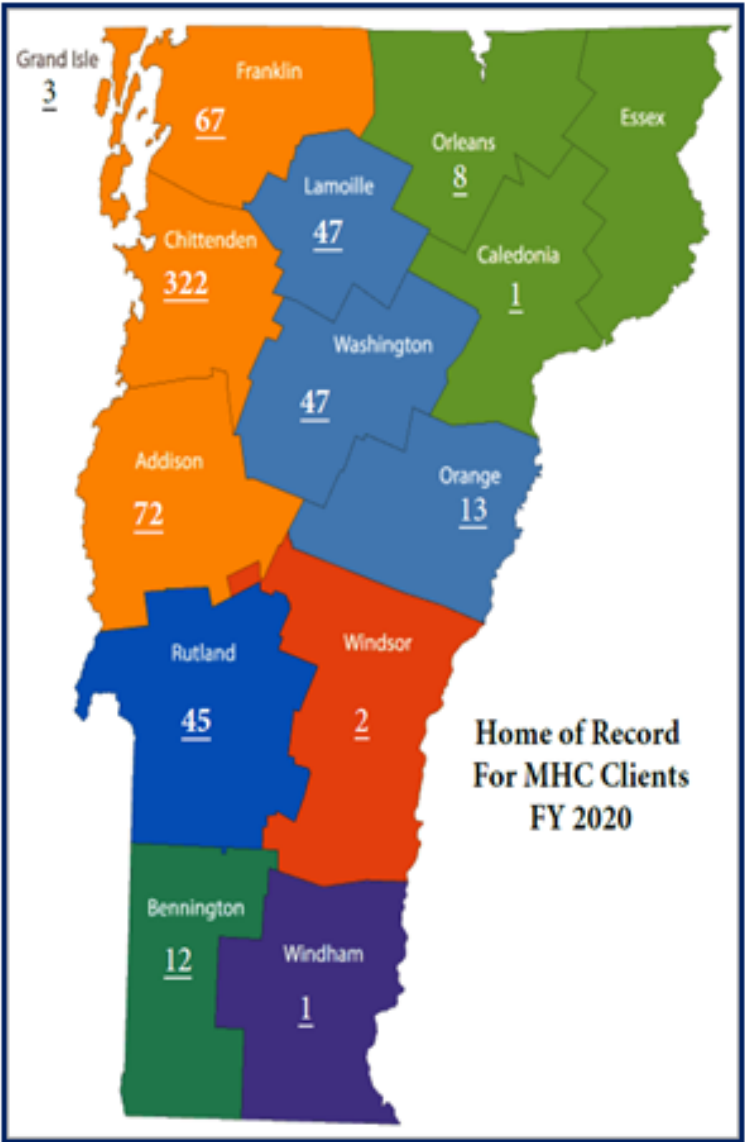 Grand Isle
3
Franklin
67
Orleans
8
Essex
Lamoille
47
Chittenden
322
Caledonia
1
Washington
47
Addison
72
Orange
13
Rutland
45
Windsor
2
Home of Record
For MHC Clients
FY 2020
Bennington
12
Windham
1